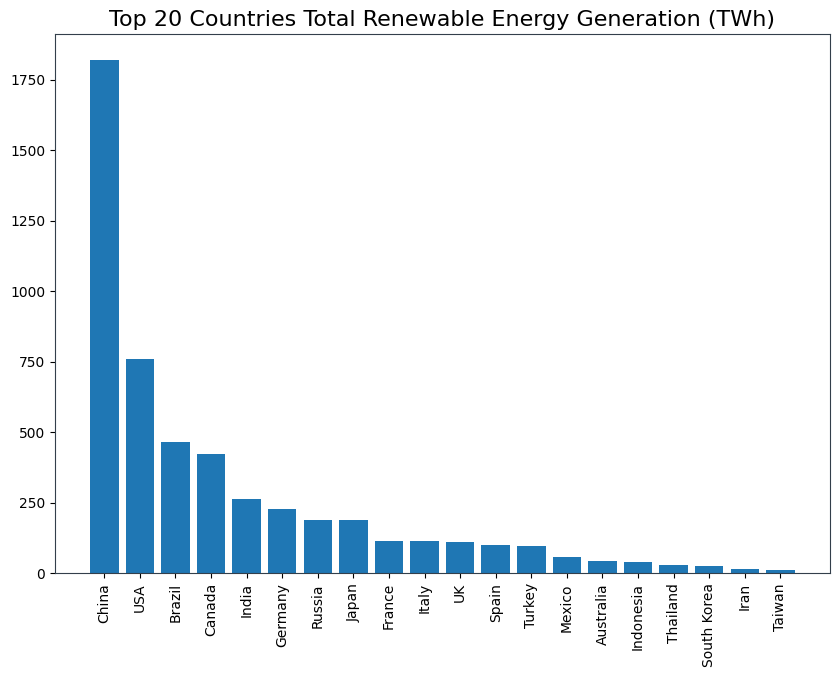 Top 20 Countries Total Renewable Energy Generation (TWh)
1750
1500
1250
1000
750
500
250
0
China
USA
Brazil
Canada
India
Germany
Russia
Japan
France
Italy
UK
Spain
Turkey
Mexico
Australia
Indonesia
Thailand
South Korea
Iran
Taiwan